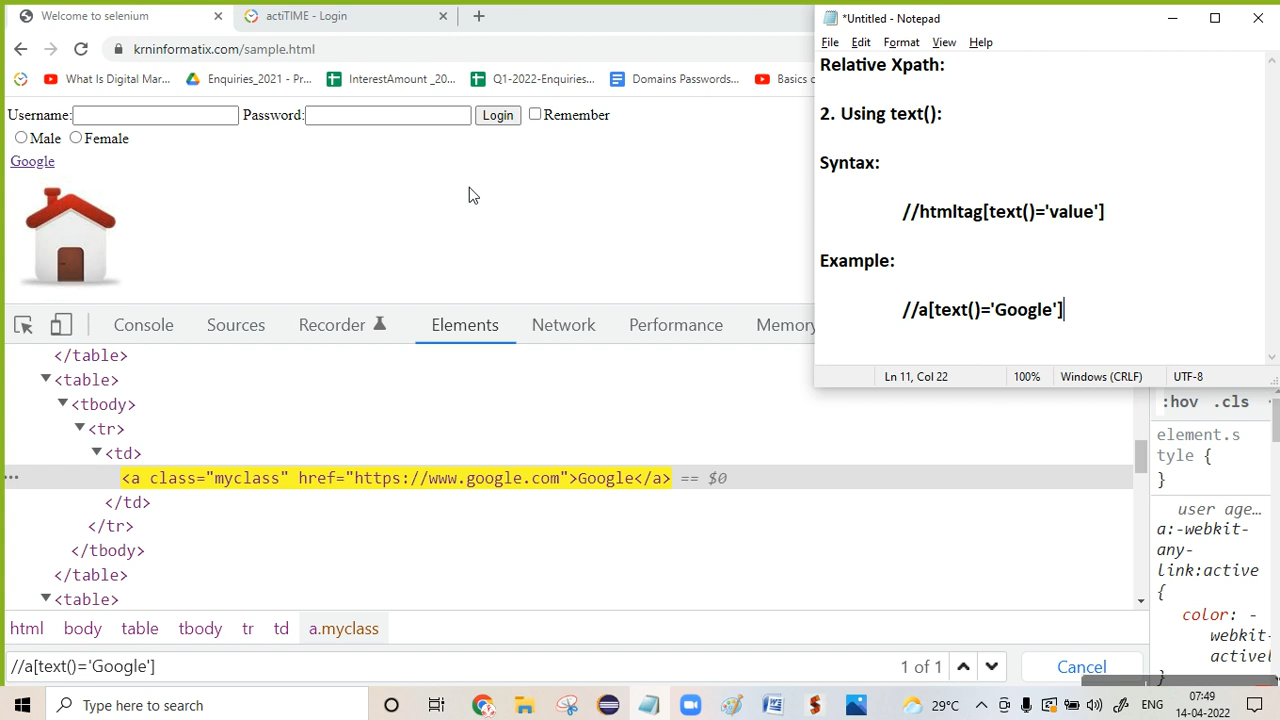 Welcome to selenium
actiTIME - Login
*Untitled - Notepad
krninformatix.com/sample.html
File Edit Format View Help
What Is Digital Mar...
Enquiries_2021 - Pr...
InterestAmount _20...
Q1-2022-Enquiries...
Domains Passwords...
Basics o
Relative Xpath:
2. Using text():
Syntax:
//htmltag[text()='value']
Example:
//a[text()='Google']
Ln 11, Col 22 100% Windows (CRLF) UTF-8
Username: Password: Login Remember
Male Female
Google
Console Sources Recorder Elements Network Memory
</table>
<table>
<tbody>
<tr>
<td>
... <a class="myclass" href="https://www.google.com">Google</a> == $0
</td>
</tr>
</tbody>
</table>
<table>
:hov .cls
element.s
tyle {
}
user age…
a:-webkit-
any-
link:active
{
color: -
webkit-
activel
}
html body table tbody tr td a.myclass
//a[text()='Google'] 1 of 1 Cancel
Type here to search
29°C
ENG
07:49
14-04-2022